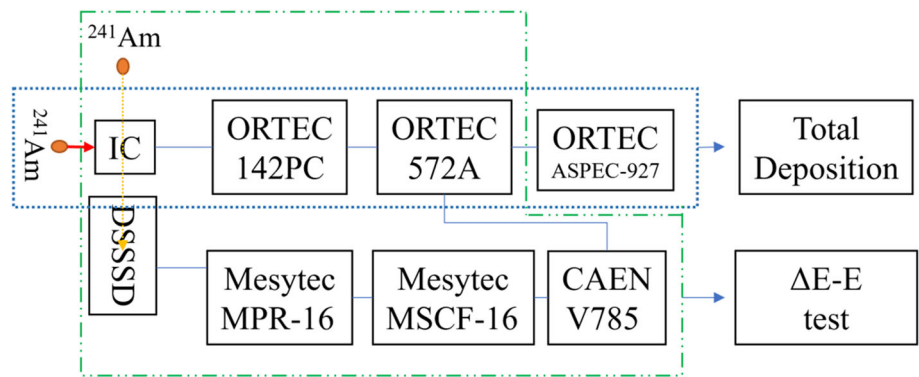 ²⁴¹Am
²⁴¹Am
IC
ORTEC
142PC
ORTEC
572A
ORTEC
ASPEC-927
Total
Deposition
DSSSD
Mesytec
MPR-16
Mesytec
MSCF-16
CAEN
V785
ΔE-E
test